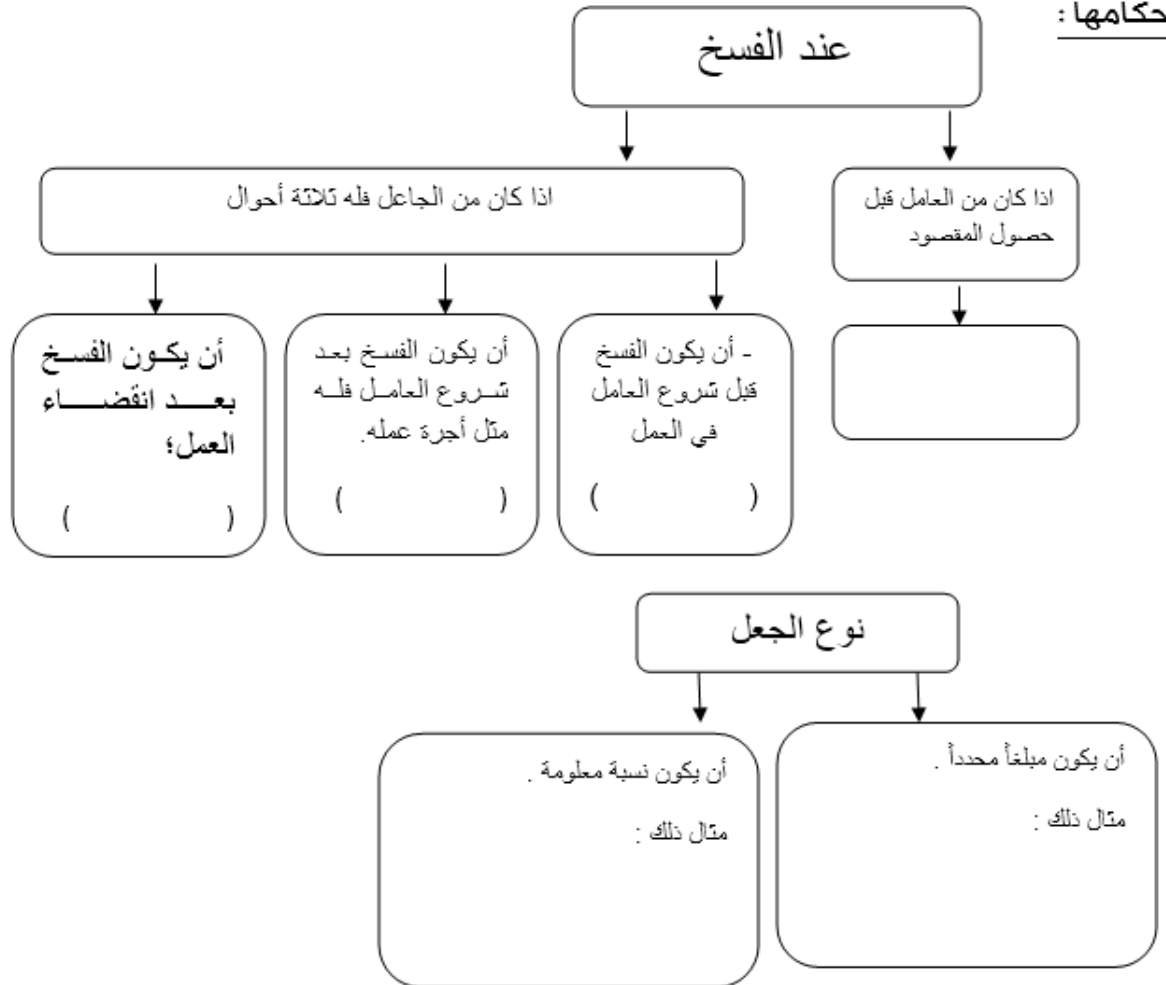 حكامها :
عند الفسخ
اذا كان من العامل قبل
حصول المقصود
اذا كان من الجاعل فله ثلاثة أحوال
- أن يكون الفسخ
قبل شروع العامل
في العمل
( )
أن يكون الفسخ بعد
شروع العامل فله
مثل أجرة عمله.
( )
أن يكون الفسخ
بعد انقضاء
العمل؛
( )
نوع الجعل
أن يكون مبلغاً محدداً .
مثال ذلك :
أن يكون نسبة معلومة .
مثال ذلك :